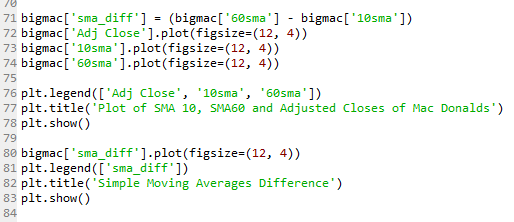 70
71 bigmac['sma_diff'] = (bigmac['60sma'] - bigmac['10sma'])
72 bigmac['Adj Close'].plot(figsize=(12, 4))
73 bigmac['10sma'].plot(figsize=(12, 4))
74 bigmac['60sma'].plot(figsize=(12, 4))
75
76 plt.legend(['Adj Close', '10sma', '60sma'])
77 plt.title('Plot of SMA 10, SMA60 and Adjusted Closes of Mac Donalds')
78 plt.show()
79
80 bigmac['sma_diff'].plot(figsize=(12, 4))
81 plt.legend(['sma_diff'])
82 plt.title('Simple Moving Averages Difference')
83 plt.show()
84